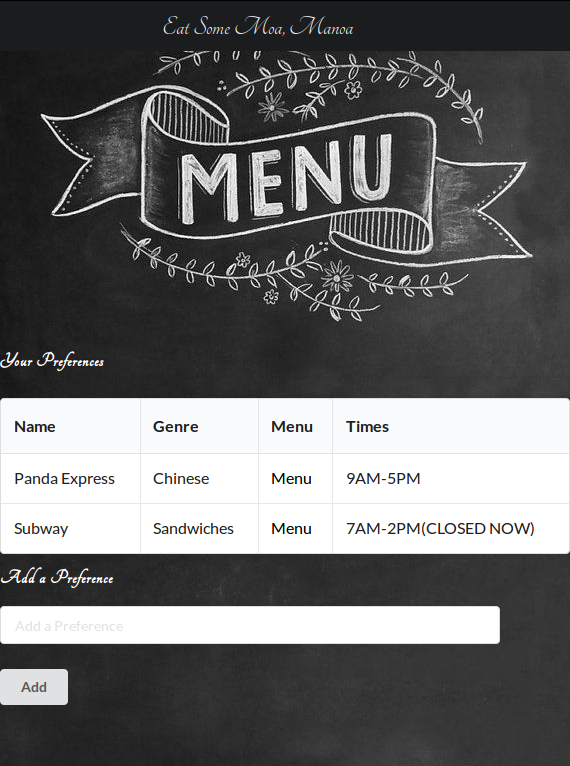 Eat Some Moa, Manoa
MENU
Your Preferences
Name Genre Menu Times
Panda Express Chinese Menu 9AM-5PM
Subway Sandwiches Menu 7AM-2PM(CLOSED NOW)
Add a Preference
Add a Preference
Add